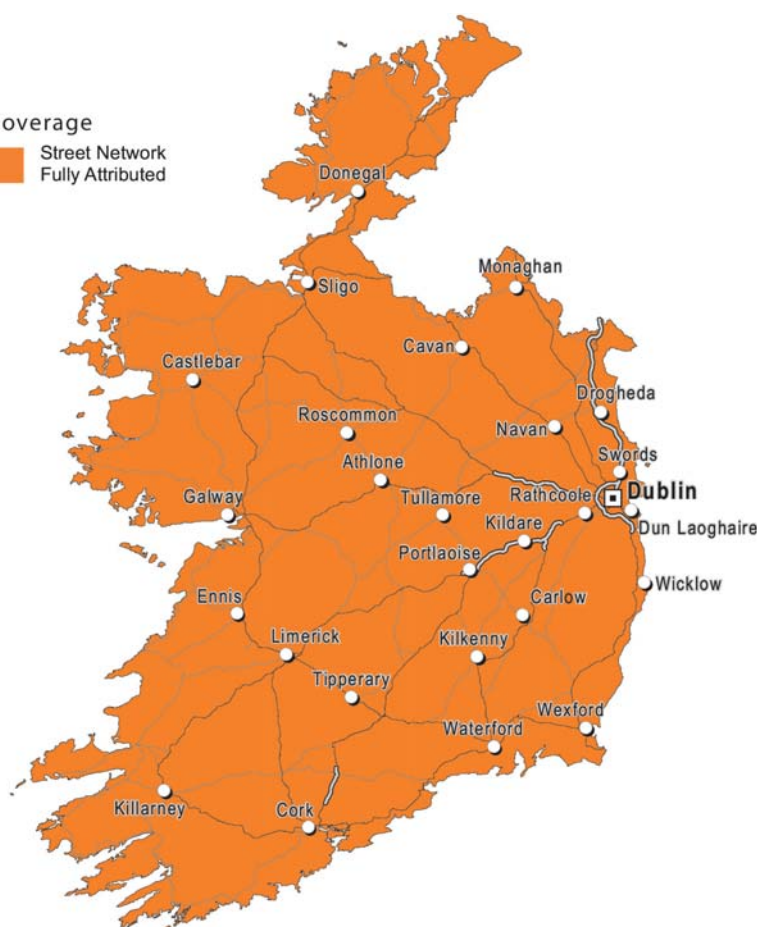 overage
Street Network
Fully Attributed
Donegal
Monaghan
Sligo
Cavan
Castlebar
Drogheda
Roscommon
Navan
Swords
Athlone
Dublin
Galway
Tullamore
Rathcoole
Kildare
Dun Laoghaire
Portlaoise
Wicklow
Ennis
Carlow
Limerick
Kilkenny
Tipperary
Wexford
Waterford
Killarney
Cork